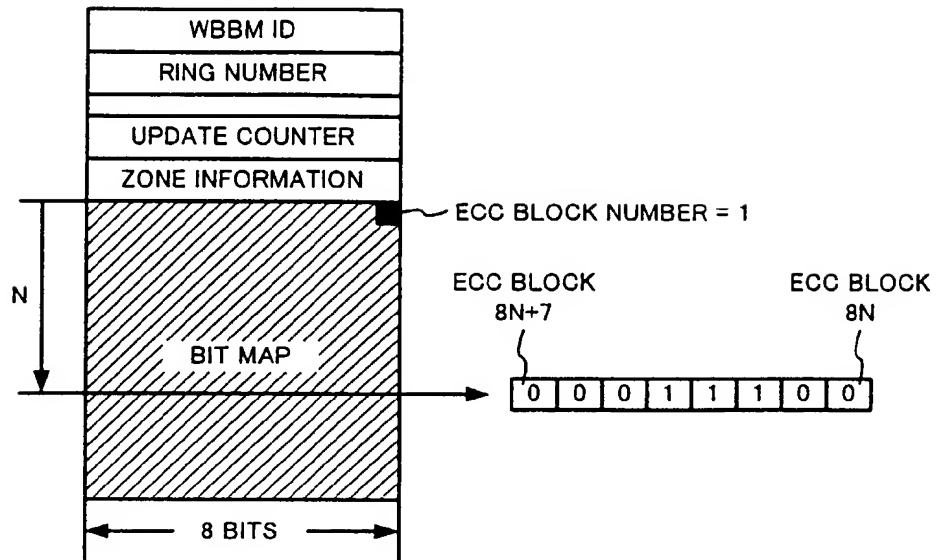 WBBM ID
RING NUMBER
UPDATE COUNTER
ZONE INFORMATION
ECC BLOCK NUMBER = 1
N
BIT MAP
ECC BLOCK
8N+7
ECC BLOCK
8N
0 0 0 1 1 1 0 0
8 BITS